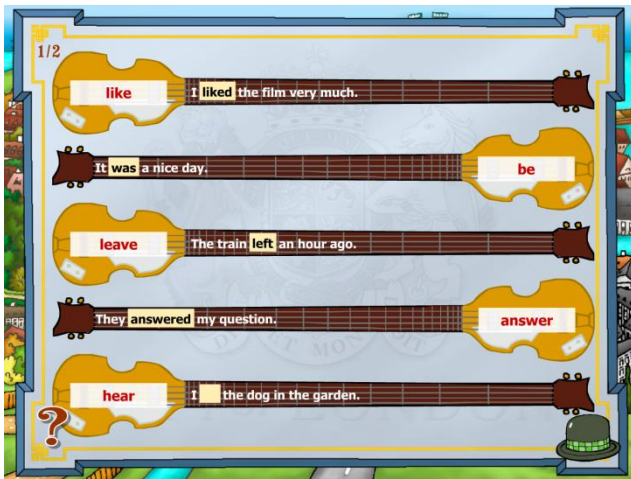 1/2
like
I liked the film very much.
It was a nice day.
be
leave
The train left an hour ago.
They answered my question.
answer
hear
I the dog in the garden.
?